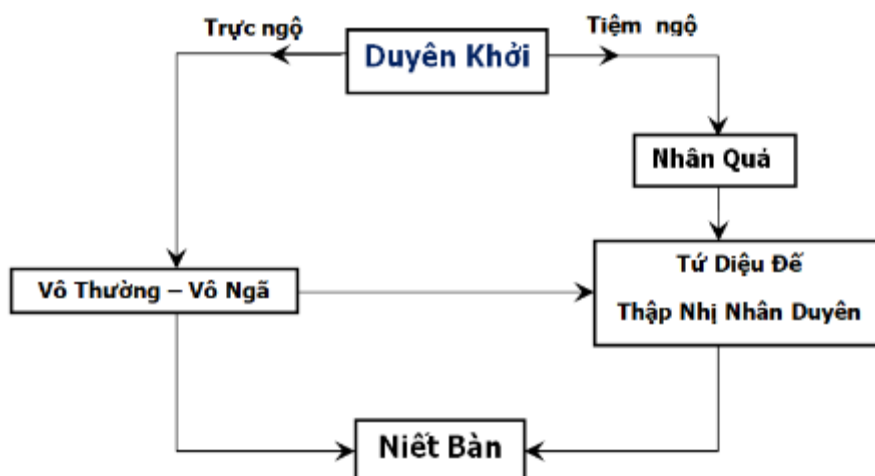 Trực ngộ
Duyên Khởi
Tiệm ngộ
Nhân Quả
Vô Thường – Vô Ngã
Tứ Diệu Đế
Thập Nhị Nhân Duyên
Niết Bàn